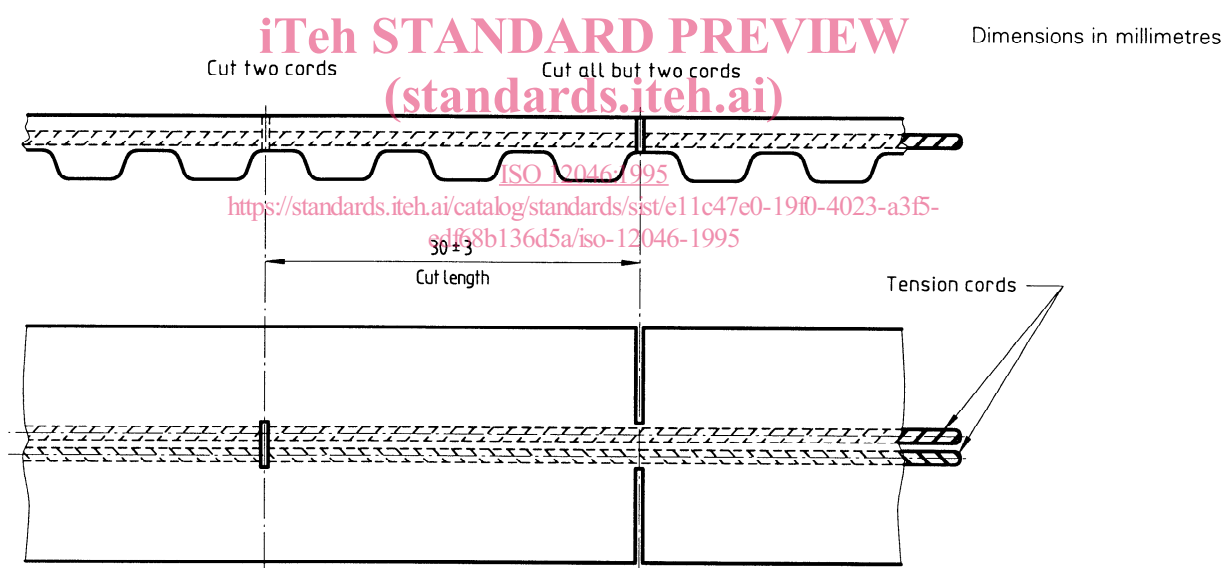 iTeh STANDARD PREVIEW
Dimensions in millimetres
Cut two cords
Cut all but two cords
(standards.iteh.ai)
ISO 12046:1995
https://standards.iteh.ai/catalog/standards/sist/e11c47e0-19f0-4023-a3f5-
edf68b136d5a/iso-12046-1995
30±3
Cut length
Tension cords